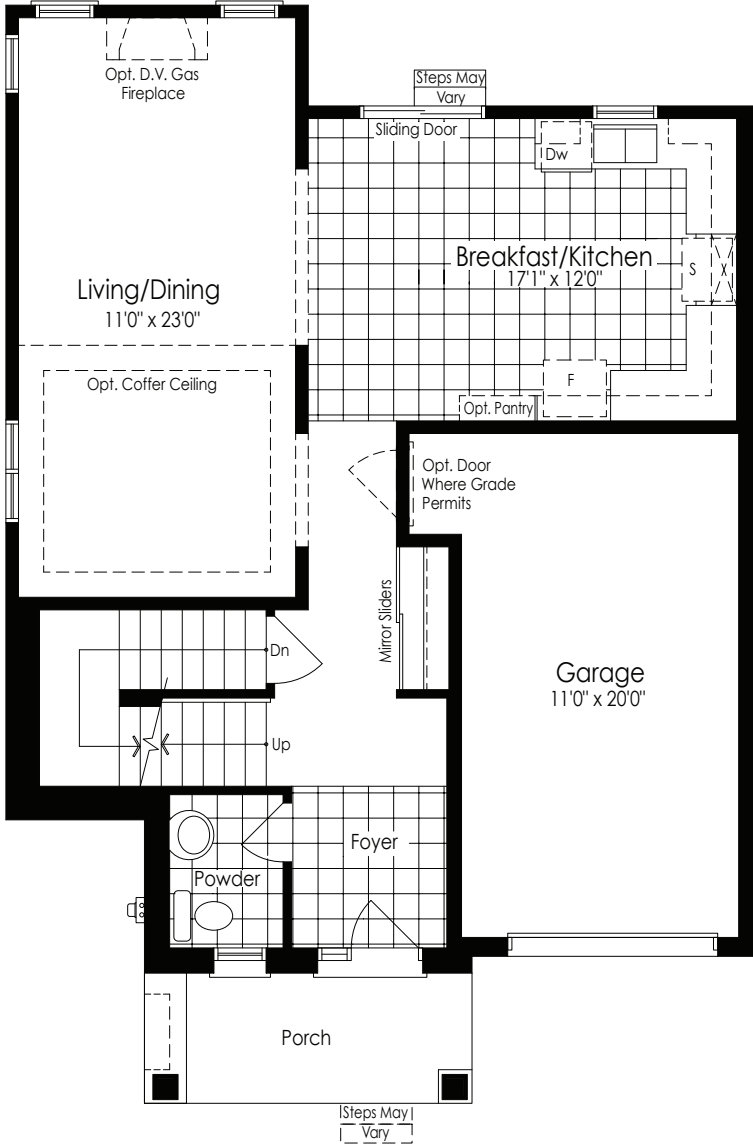 Opt. D.V. Gas
Fireplace
Steps May
Vary
Sliding Door
Dw
Breakfast/Kitchen
17'1" x 12'0"
S
Living/Dining
11'0" x 23'0"
Opt. Coffer Ceiling
F
Opt. Pantry
Opt. Door
Where Grade
Permits
Mirror Sliders
Dn
Garage
11'0" x 20'0"
Up
Foyer
Powder
Porch
Steps May
Vary